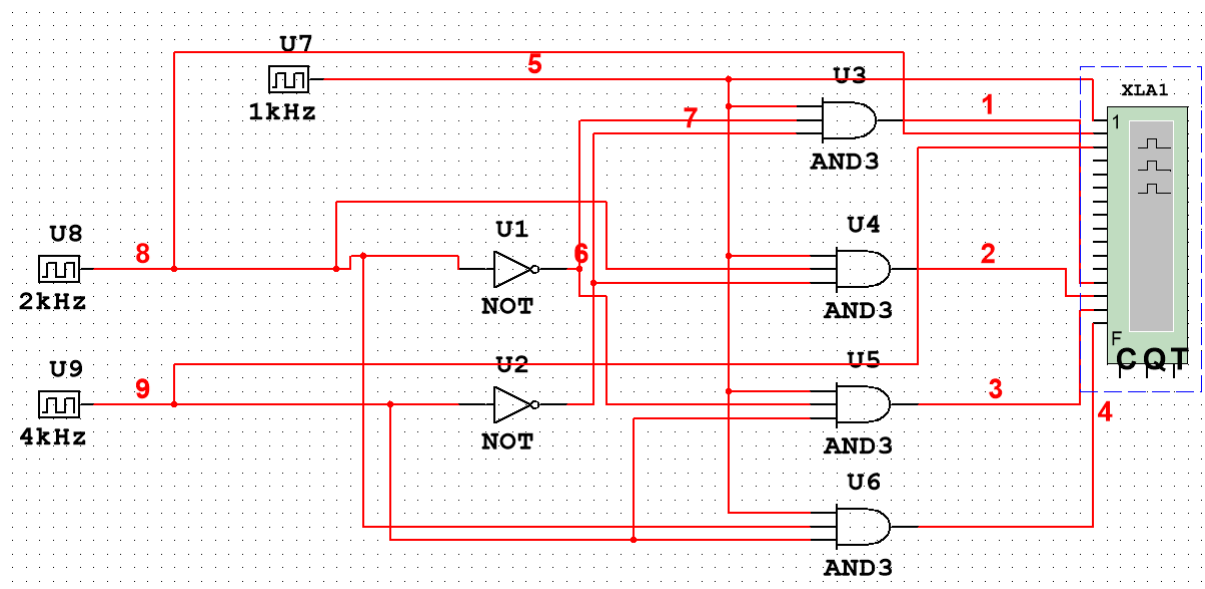 U7
5
1kHz
U3
7
1
AND3
XLA1
1
F
C Q T
U8
8
2kHz
U1
6
NOT
U4
2
AND3
U9
9
4kHz
U2
NOT
U5
3
4
AND3
U6
AND3